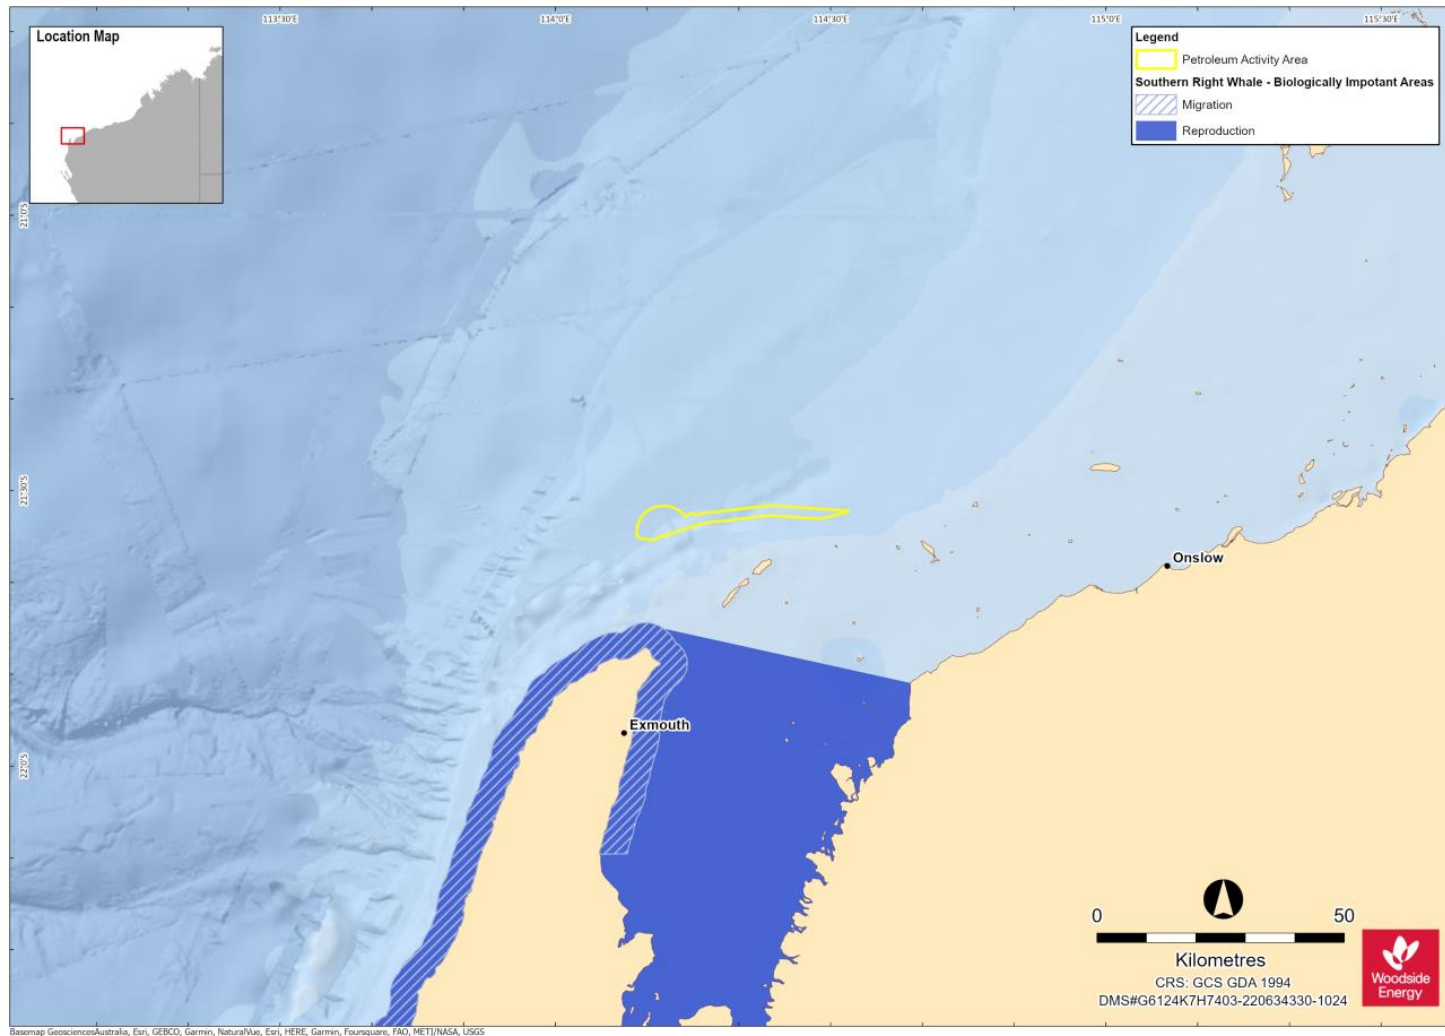 113°30'E
114°0'E
114°30'E
115°0'E
115°30'E
Location Map
Legend
Petroleum Activity Area
Southern Right Whale - Biologically Impotant Areas
Migration
Reproduction
21°0'S
21°30'S
22°0'S
Onslow
Exmouth
0 50
Kilometres
CRS: GCS GDA 1994
DMS#G6124K7H7403-220634330-1024
Woodside
Energy
Basemap GeosciencesAustralia, Esri, GEBCO, Garmin, NaturalVue, Esri, HERE, Garmin, Foursquare, FAO, METI/NASA, USGS